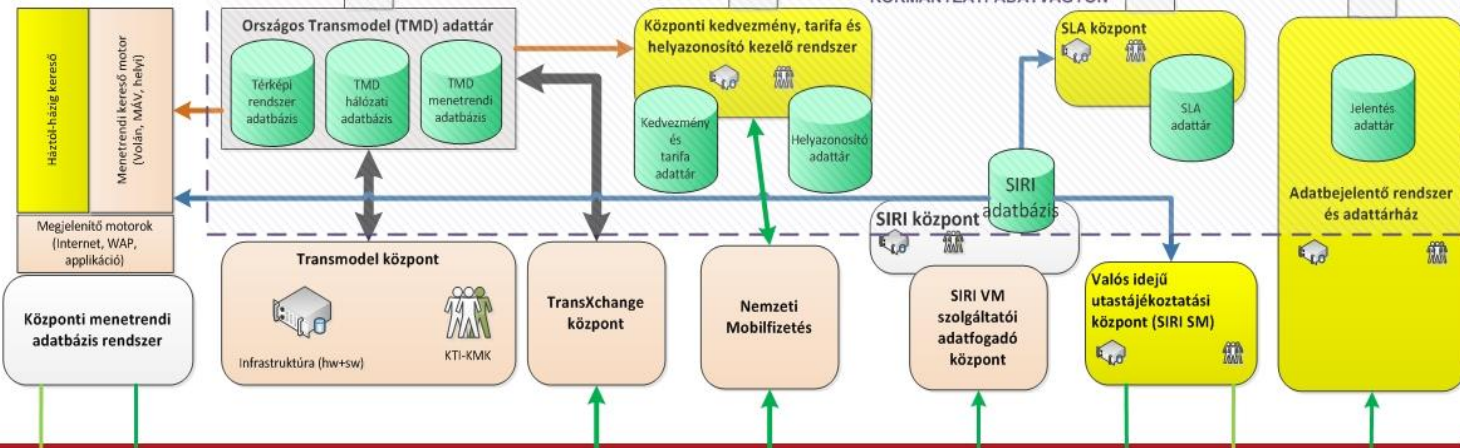 KORMÁNYZATI ADATVAGYON
Országos Transmodel (TMD) adattár
Térképi
rendszer
adatbázis
TMD
hálózati
adatbázis
TMD
menetrendi
adatbázis
Központi kedvezmény, tarifa és
helyazonosító kezelő rendszer
Kedvezmény
és
tarifa
adattár
Helyazonosító
adattár
SLA központ
SLA
adattár
Jelentés
adattár
Adatbejelentő rendszer
és adattárház
Háztól-házig kereső
Menetrendi kereső motor
(Volán, MÁV, helyi)
Megjelenítő motorok
(Internet, WAP,
applikáció)
Központi menetrendi
adatbázis rendszer
Transmodel központ
Infrastruktúra (hw+sw)
KTI-KMK
TransXchange
központ
Nemzeti
Mobilfizetés
SIRI
adatbázis
SIRI központ
SIRI VM
szolgáltatói
adatfogadó
központ
Valós idejű
utastájékoztatási
központ (SIRI SM)